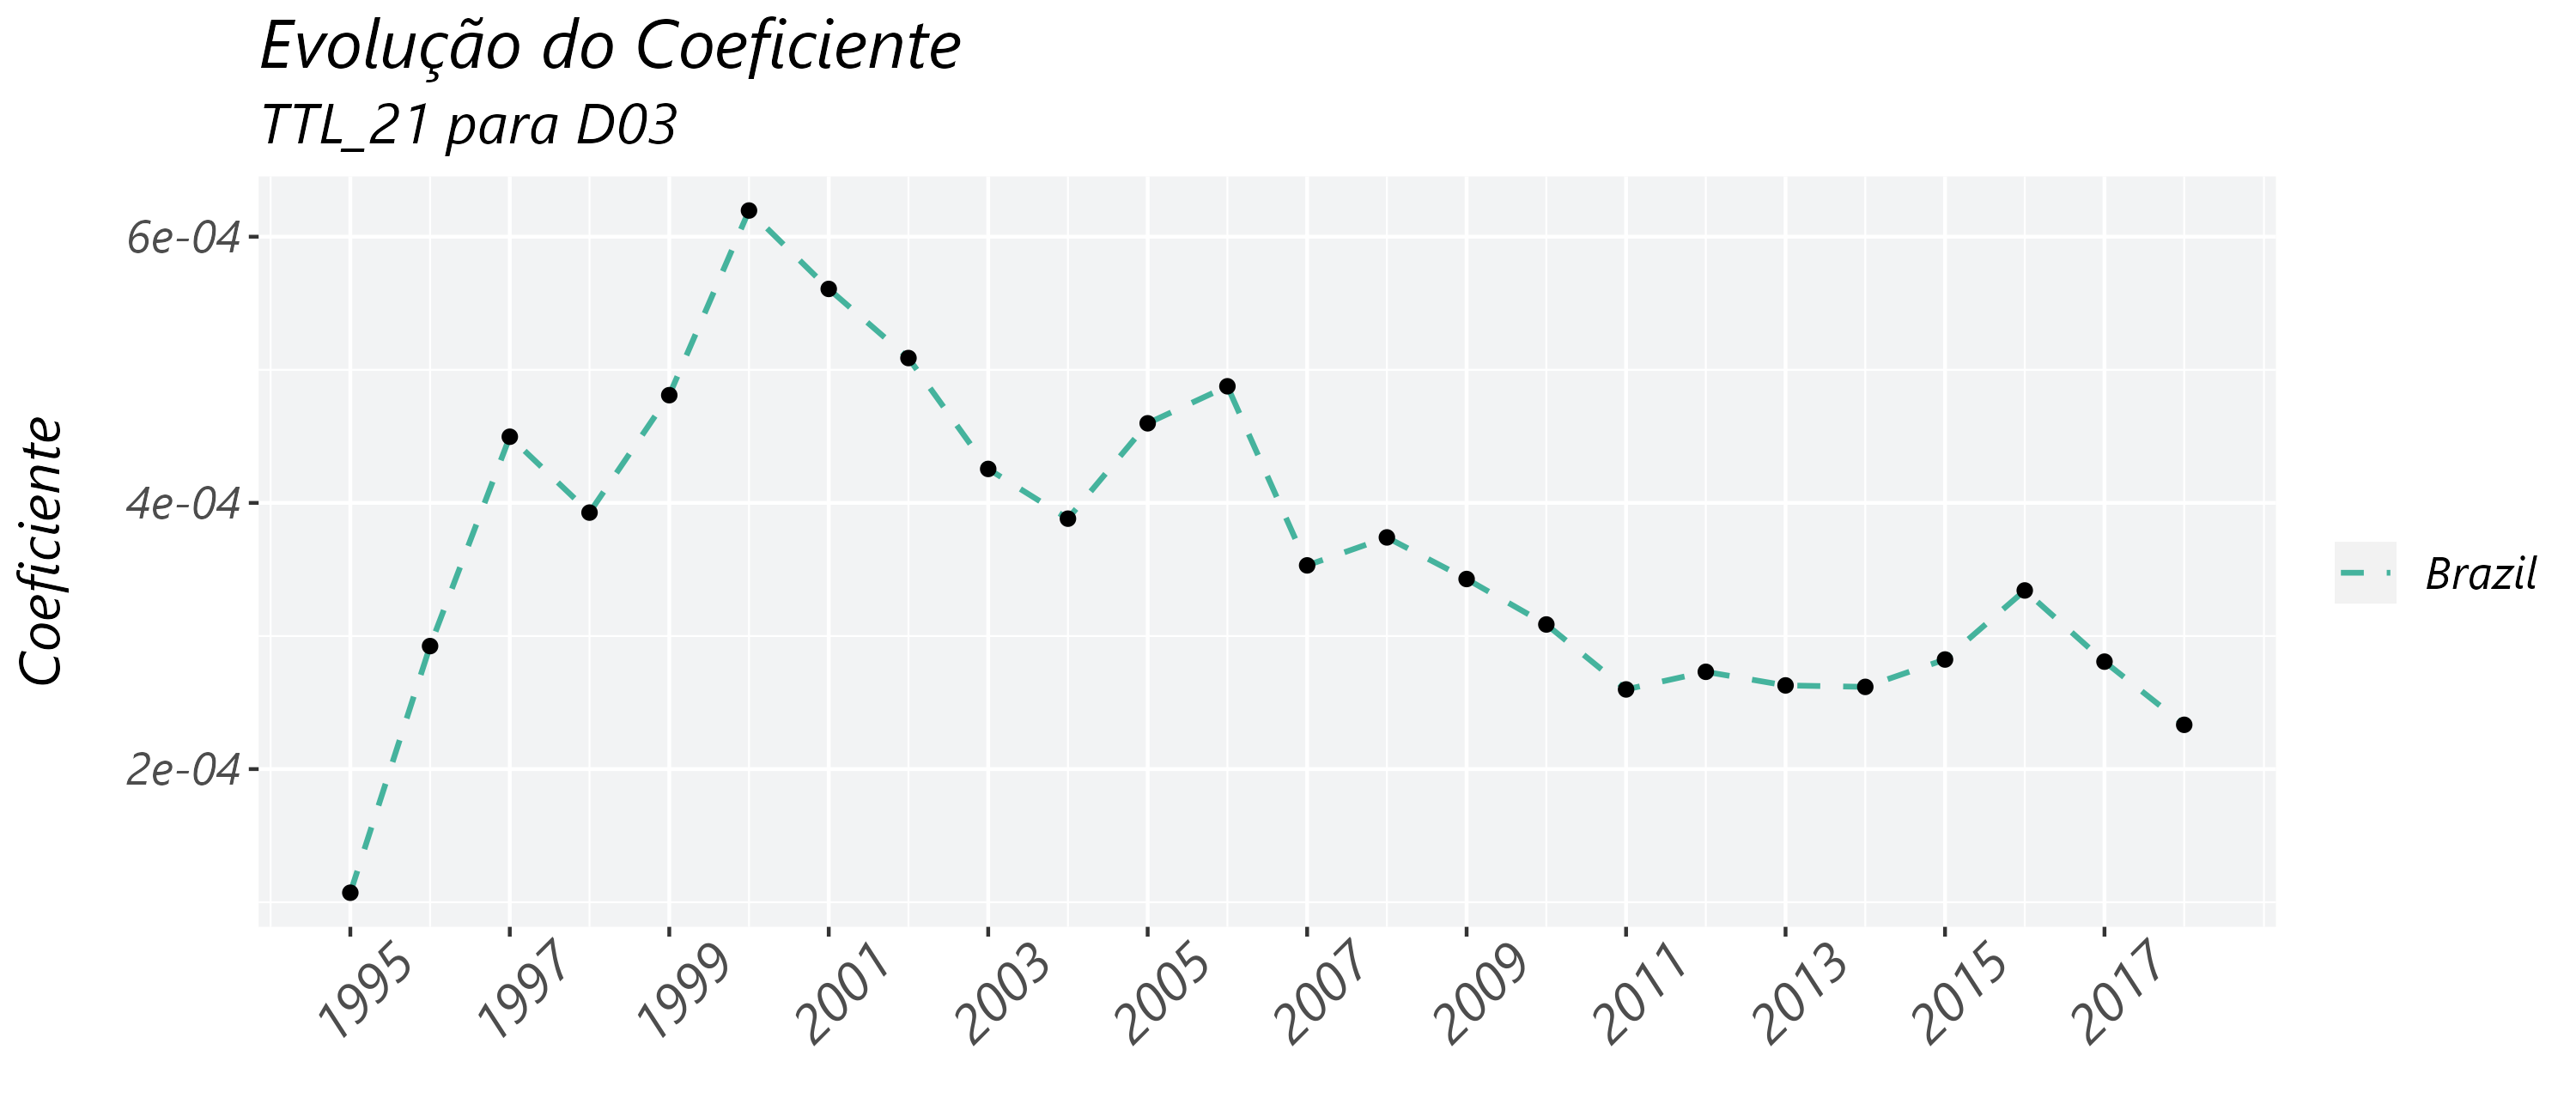 Evolução do Coeficiente
TTL_21 para D03
Coeficiente
6e-04
4e-04
2e-04
1995
1997
1999
2001
2003
2005
2007
2009
2011
2013
2015
2017
Brazil